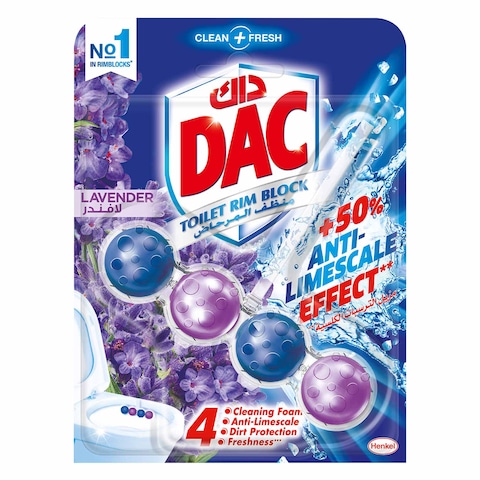 CLEAN + FRESH
Nº1
IN RIMBLOCKS*
داك
DAC
TOILET RIM BLOCK
منظف المرحاض
LAVENDER
لافندر
+50%
ANTI-
LIMESCALE
EFFECT**
4
Cleaning Foam
Anti-Limescale
Dirt Protection
Freshness***
Henkel